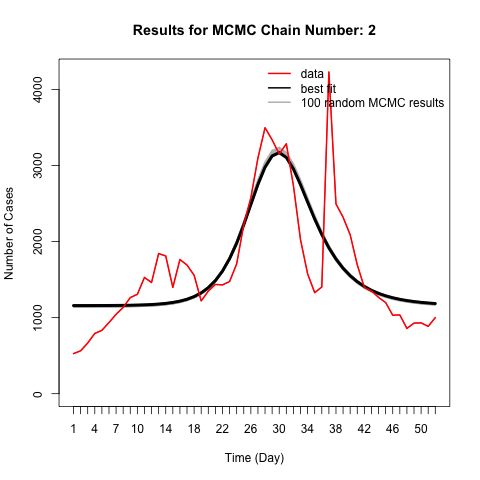 Results for MCMC Chain Number: 2
data
best fit
100 random MCMC results
Number of Cases
0
1000
2000
3000
4000
1 4 7 10 14 18 22 26 30 34 38 42 46 50
Time (Day)